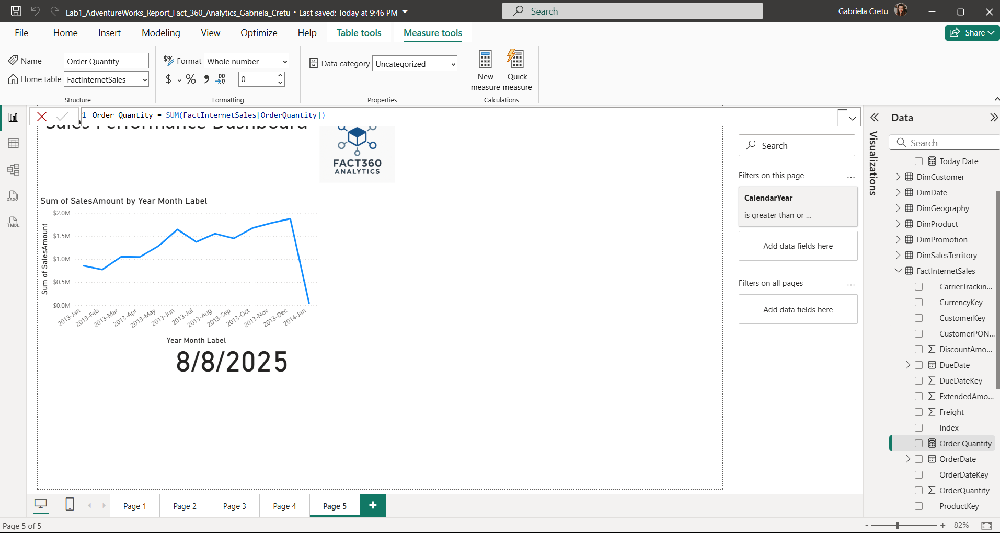 Lab1_AdventureWorks_Report_Fact_360_Analytics_Gabriela_Cretu • Last saved: Today at 9:46 PM
Search
Gabriela Cretu
File Home Insert Modeling View Optimize Help Table tools Measure tools
Share
Name Order Quantity
Home table FactInternetSales
Structure
$% Format Whole number
$ % , .00 →0 0
Formatting
Data category Uncategorized
Properties
New measure
Quick measure
Calculations
1 Order Quantity = SUM(FactInternetSales[OrderQuantity])
Sales Performance Dashboard
FACT360
ANALYTICS
Sum of SalesAmount by Year Month Label
Sum of SalesAmount
$2.0M
$1.5M
$1.0M
$0.5M
$0.0M
2013-Jan 2013-Feb 2013-Mar 2013-Apr 2013-May 2013-Jun 2013-Jul 2013-Aug 2013-Sep 2013-Oct 2013-Nov 2013-Dec 2014-Jan
Year Month Label
8/8/2025
DAX
TMDL
Search
Filters on this page ...
CalendarYear
is greater than or ...
Add data fields here
Filters on all pages ...
Add data fields here
Visualizations
Data
Search
Today Date
DimCustomer
DimDate
DimGeography
DimProduct
DimPromotion
DimSalesTerritory
FactInternetSales
CarrierTrackin...
CurrencyKey
CustomerKey
CustomerPON...
DiscountAmo...
DueDate
DueDateKey
ExtendedAmo...
Freight
Index
Order Quantity
OrderDate
OrderDateKey
OrderQuantity
ProductKey
Page 1 Page 2 Page 3 Page 4 Page 5 +
Page 5 of 5
- + 82%